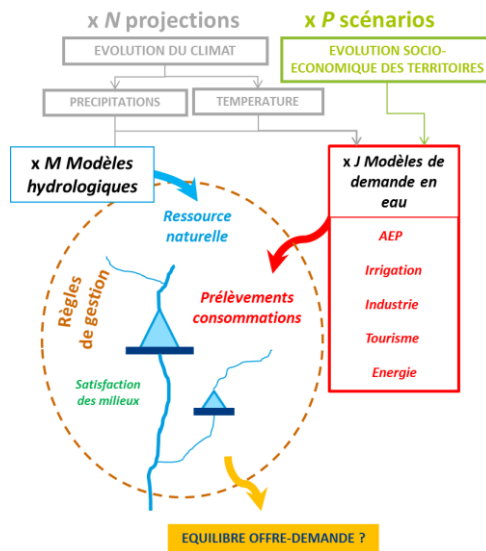 x N projections
x P scénarios
EVOLUTION DU CLIMAT
EVOLUTION SOCIO-
ECONOMIQUE DES TERRITOIRES
PRECIPITATIONS
TEMPERATURE
x M Modèles
hydrologiques
x J Modèles de
demande en
eau
Ressource
naturelle
AEP
Irrigation
Industrie
Tourisme
Energie
Règles
de gestion
Prélèvements
consommations
Satisfaction
des milieux
EQUILIBRE OFFRE-DEMANDE ?